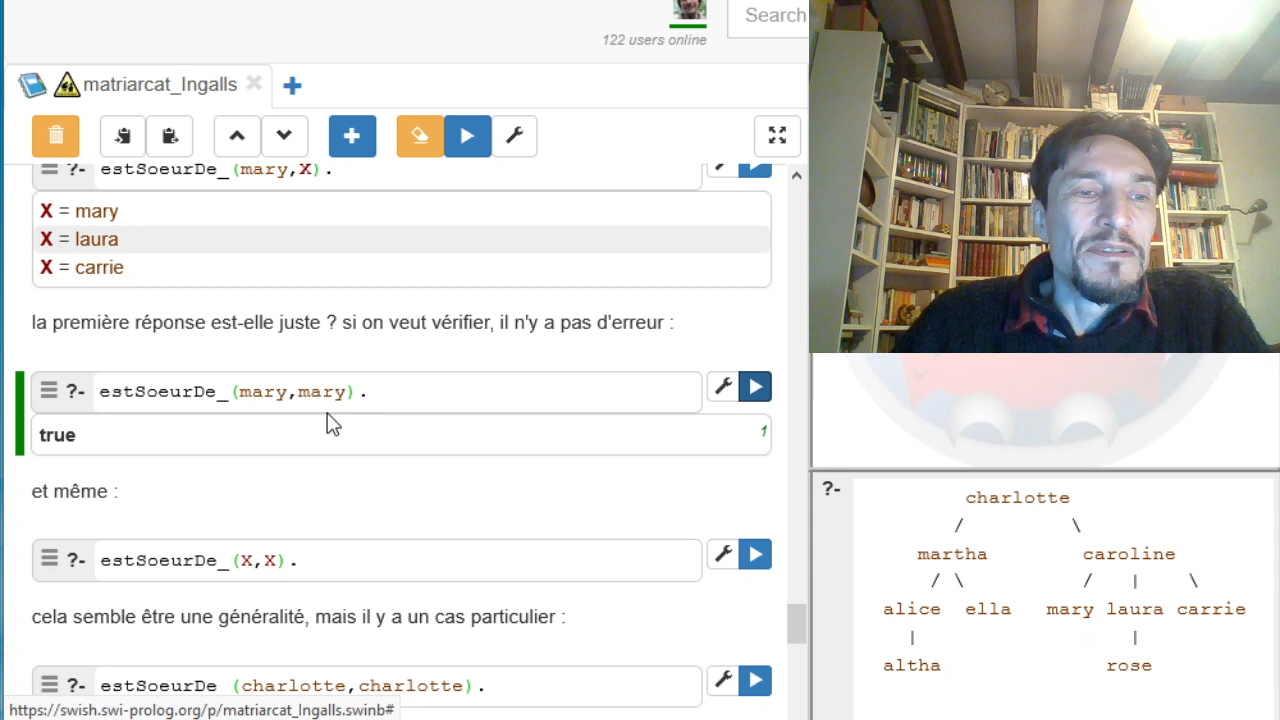 Search
122 users online
matriarcat_Ingalls
?- estSoeurDe_(mary,X).
X = mary
X = laura
X = carrie
la première réponse est-elle juste ? si on veut vérifier, il n'y a pas d'erreur :
?- estSoeurDe_(mary,mary).
true 1
et même :
?- estSoeurDe_(X,X).
cela semble être une généralité, mais il y a un cas particulier :
?- estSoeurDe_(charlotte,charlotte).
https://swish.swi-prolog.org/p/matriarcat_Ingalls.swinb#
?- charlotte
/ \
martha caroline
/ \ / | \
alice ella mary laura carrie
| |
altha rose